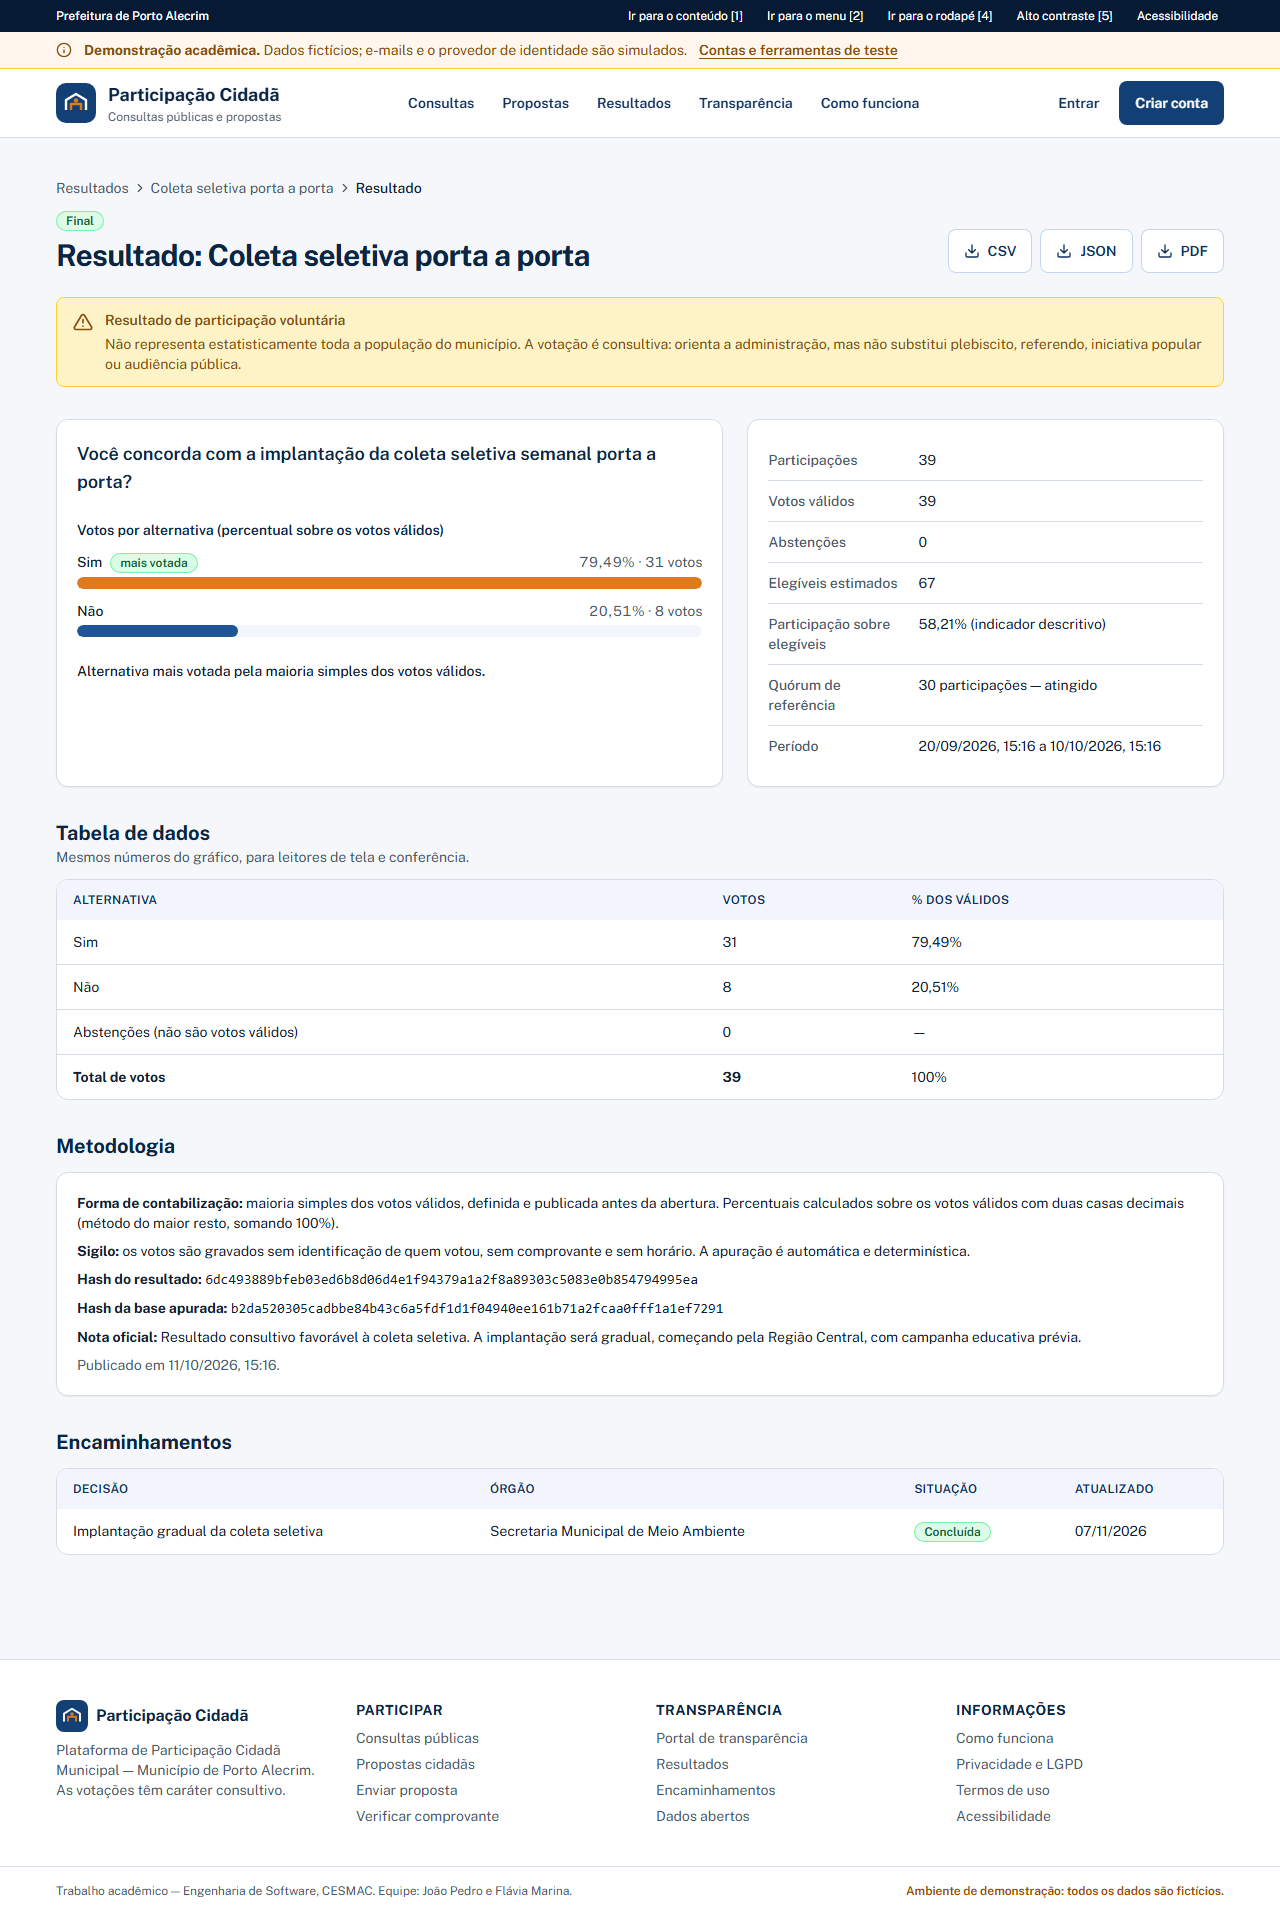 Prefeitura de Porto Alecrim
Ir para o conteúdo [1] Ir para o menu [2] Ir para o rodapé [4] Alto contraste [5] Acessibilidade
Demonstração acadêmica. Dados fictícios; e-mails e o provedor de identidade são simulados. Contas e ferramentas de teste
Participação Cidadã
Consultas públicas e propostas
Consultas Propostas Resultados Transparência Como funciona
Entrar Criar conta
Resultados > Coleta seletiva porta a porta > Resultado
Final
Resultado: Coleta seletiva porta a porta
CSV JSON PDF
Resultado de participação voluntária
Não representa estatisticamente toda a população do município. A votação é consultiva: orienta a administração, mas não substitui plebiscito, referendo, iniciativa popular
ou audiência pública.
Você concorda com a implantação da coleta seletiva semanal porta a
porta?
Votos por alternativa (percentual sobre os votos válidos)
Sim mais votada 79,49% · 31 votos
Não 20,51% · 8 votos
Alternativa mais votada pela maioria simples dos votos válidos.
Participações 39
Votos válidos 39
Abstenções 0
Elegíveis estimados 67
Participação sobre 58,21% (indicador descritivo)
elegíveis
Quórum de 30 participações — atingido
referência
Período 20/09/2026, 15:16 a 10/10/2026, 15:16
Tabela de dados
Mesmos números do gráfico, para leitores de tela e conferência.
ALTERNATIVA VOTOS % DOS VÁLIDOS
Sim 31 79,49%
Não 8 20,51%
Abstenções (não são votos válidos) 0 —
Total de votos 39 100%
Metodologia
Forma de contabilização: maioria simples dos votos válidos, definida e publicada antes da abertura. Percentuais calculados sobre os votos válidos com duas casas decimais
(método do maior resto, somando 100%).
Sigilo: os votos são gravados sem identificação de quem votou, sem comprovante e sem horário. A apuração é automática e determinística.
Hash do resultado: 6dc493889bfeb03ed6b8d06d4e1f94379a1a2f8a89303c5083e0b854794995ea
Hash da base apurada: b2da520305cadbbe84b43c6a5fdf1d1f04940ee161b71a2fcaa0fff1a1ef7291
Nota oficial: Resultado consultivo favorável à coleta seletiva. A implantação será gradual, começando pela Região Central, com campanha educativa prévia.
Publicado em 11/10/2026, 15:16.
Encaminhamentos
DECISÃO ÓRGÃO SITUAÇÃO ATUALIZADO
Implantação gradual da coleta seletiva Secretaria Municipal de Meio Ambiente Concluída 07/11/2026
Participação Cidadã
Plataforma de Participação Cidadã
Municipal — Município de Porto Alecrim.
As votações têm caráter consultivo.
PARTICIPAR
Consultas públicas
Propostas cidadãs
Enviar proposta
Verificar comprovante
TRANSPARÊNCIA
Portal de transparência
Resultados
Encaminhamentos
Dados abertos
INFORMAÇÕES
Como funciona
Privacidade e LGPD
Termos de uso
Acessibilidade
Trabalho acadêmico — Engenharia de Software, CESMAC. Equipe: João Pedro e Flávia Marina.
Ambiente de demonstração: todos os dados são fictícios.